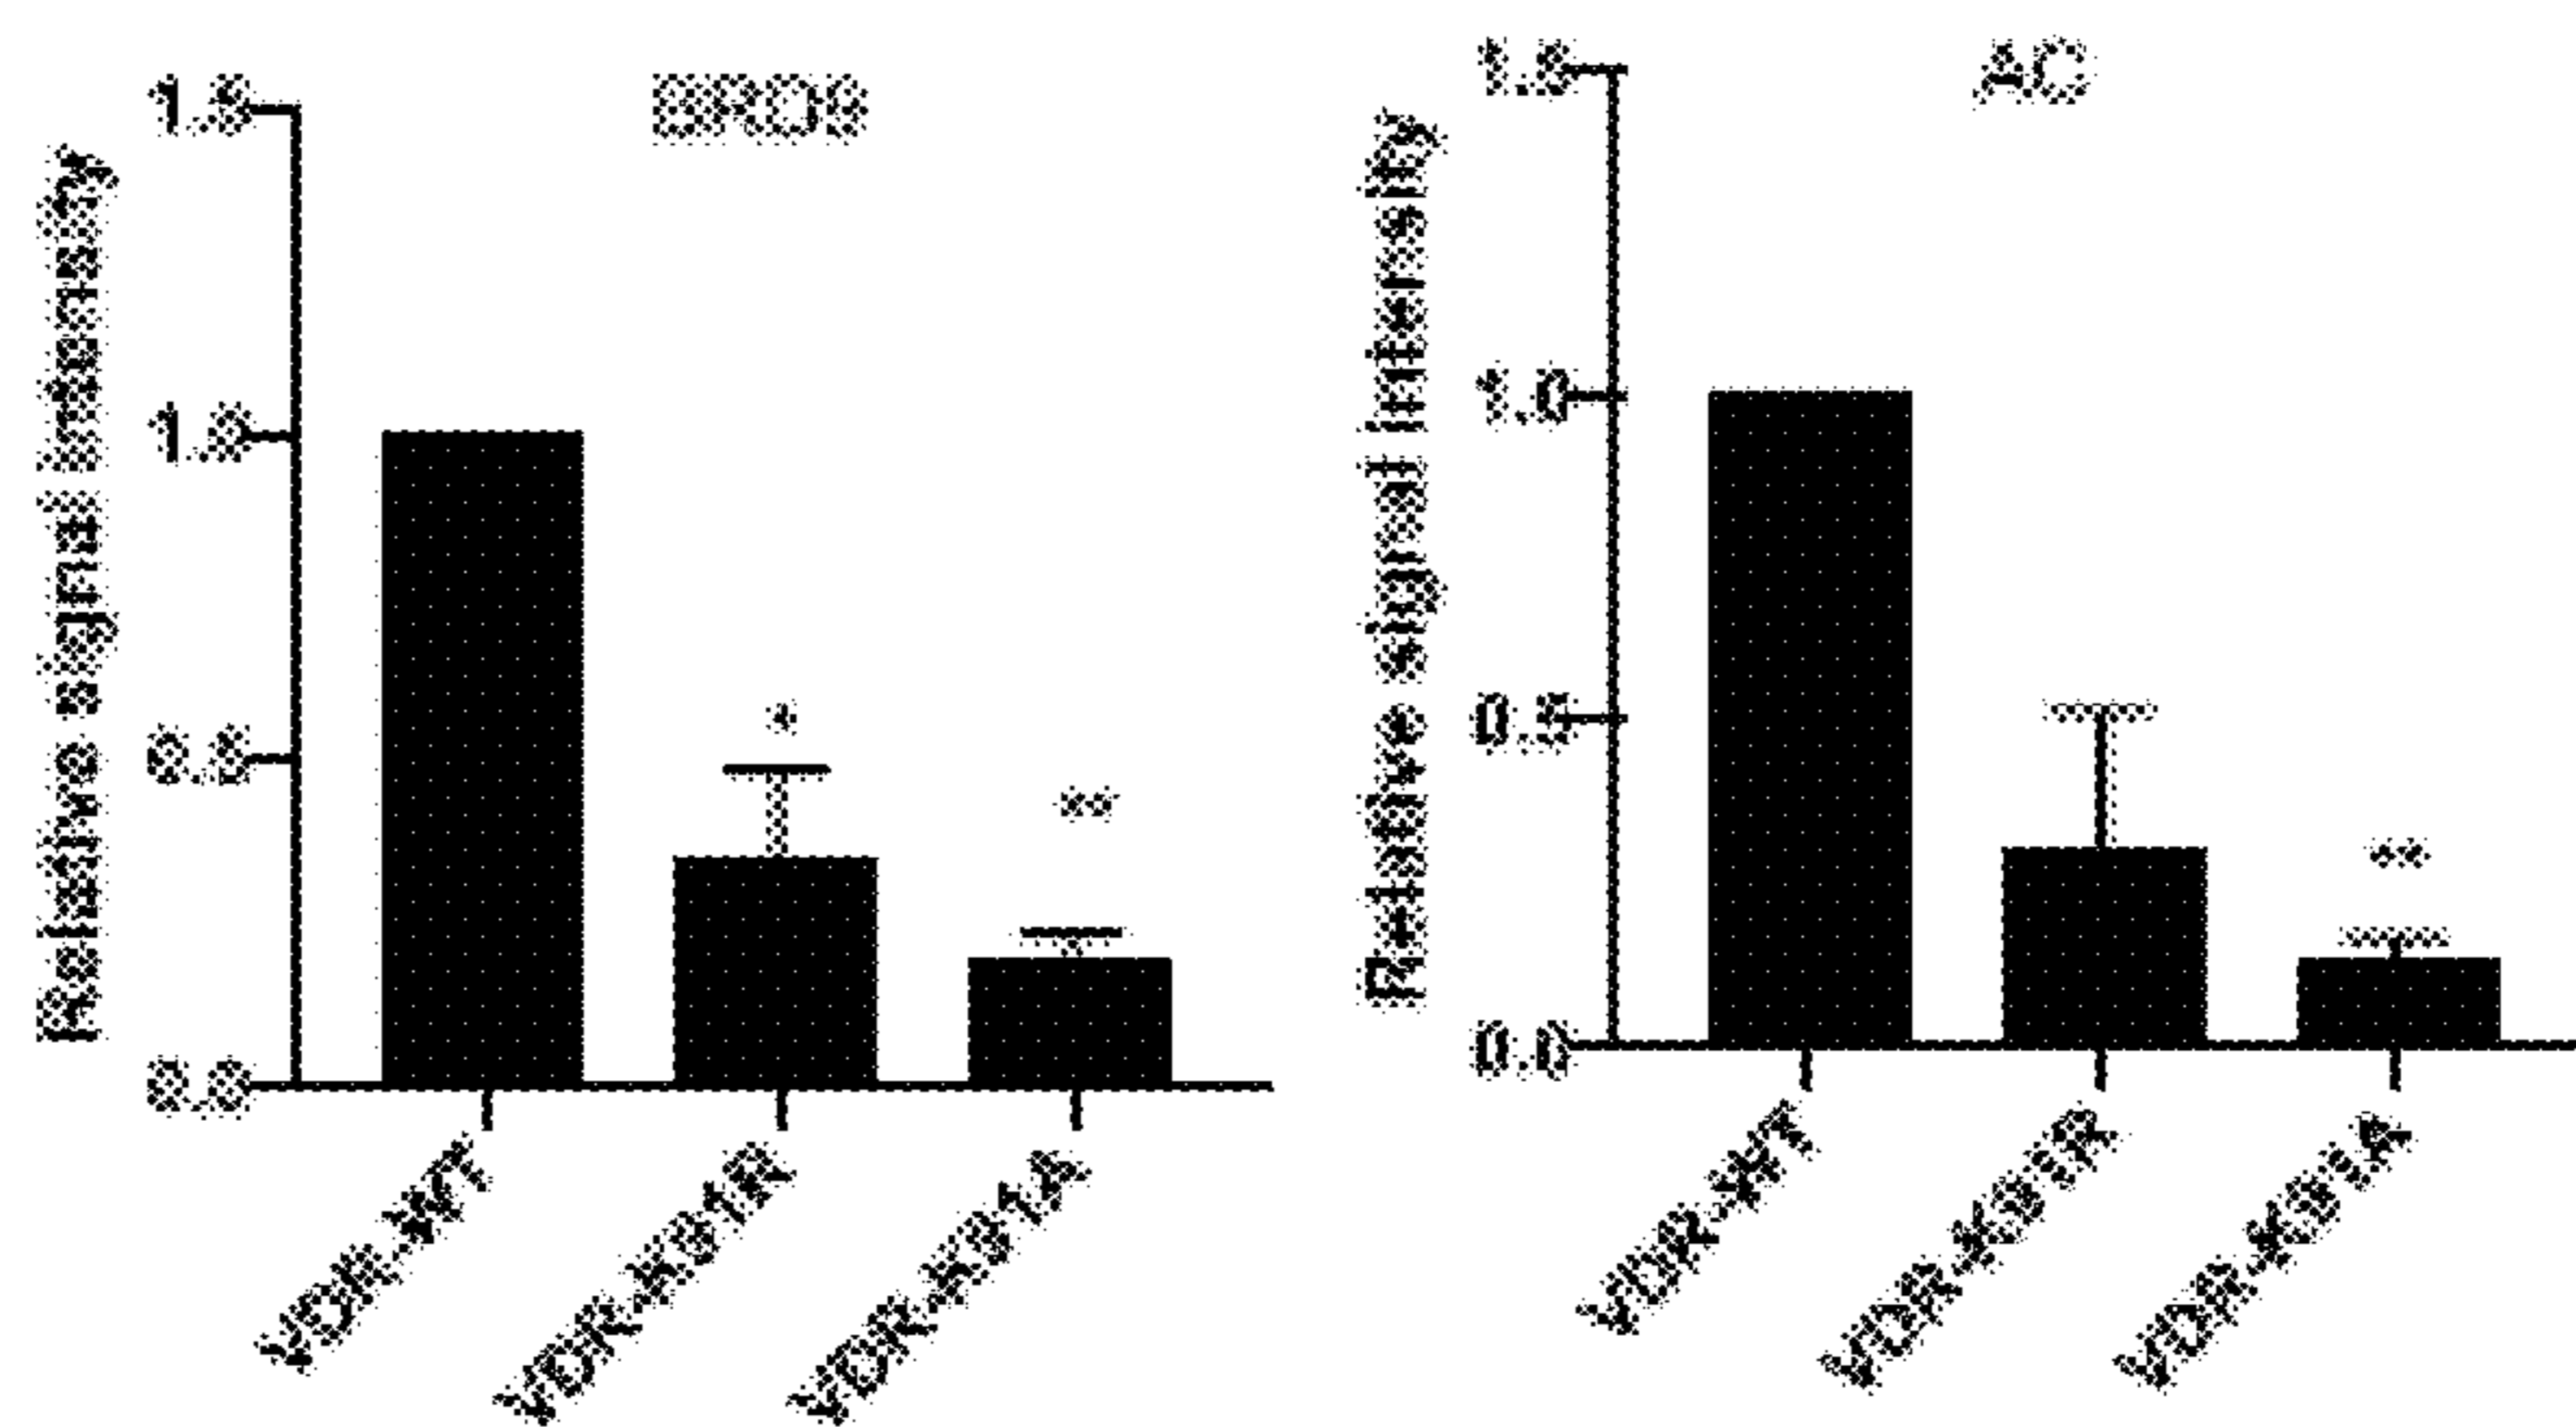 BRD9
Relative signal intensity
1.5
1.0
0.5
0.0
*
**
VDR-WT
VDR-K91R
VDR-K91A
AC
Relative signal intensity
1.5
1.0
0.5
0.0
**
VDR-WT
VDR-K91R
VDR-K91A